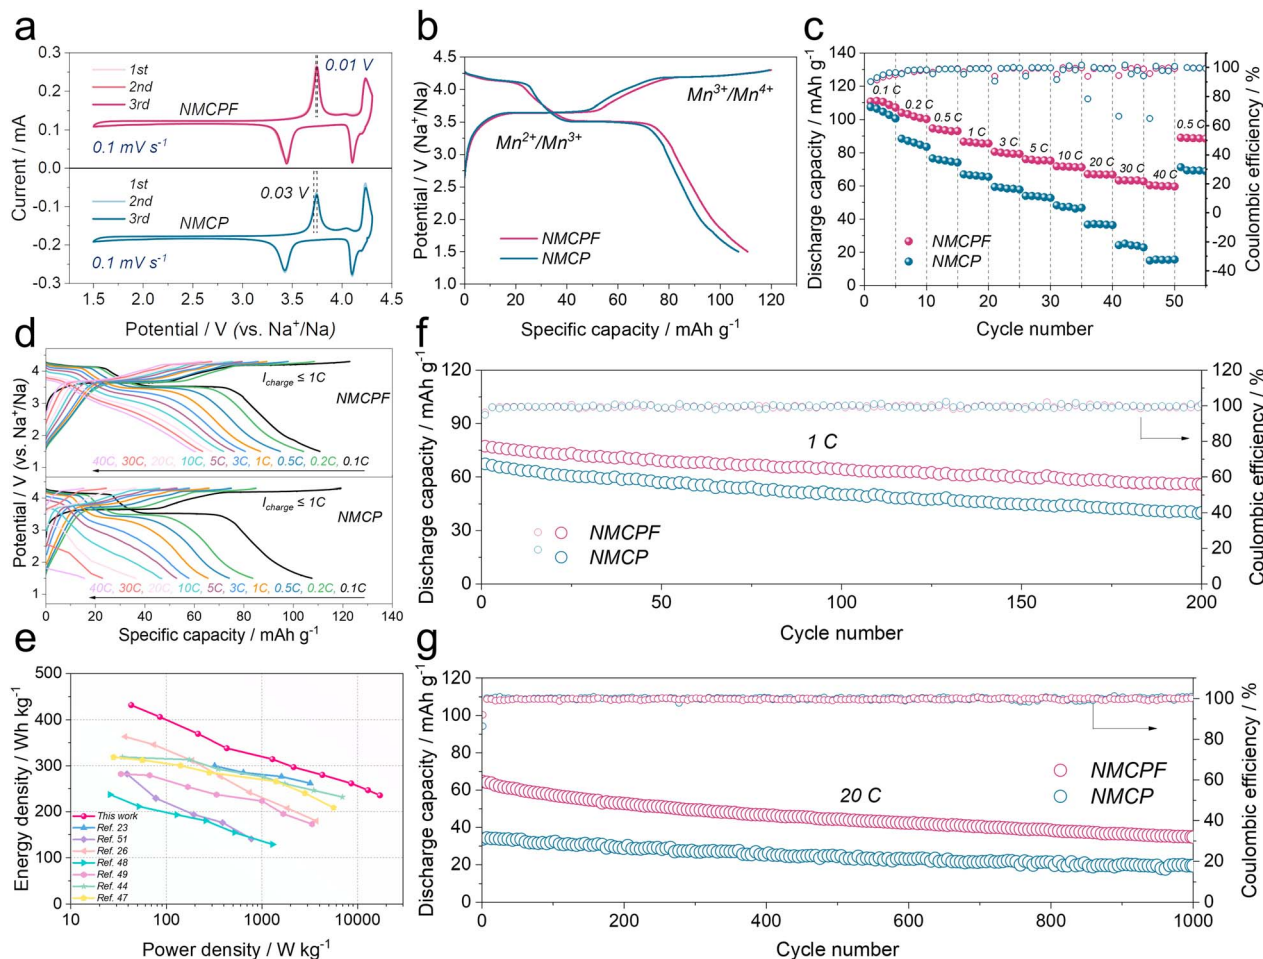 a
0.3
0.2
0.1
0.0
-0.1
-0.2
-0.3
Current / mA
1st
2nd
3rd
NMCPF
0.01 V
0.1 mV s⁻¹
1st
2nd
3rd
0.03 V
NMCP
0.1 mV s⁻¹
1.5 2.0 2.5 3.0 3.5 4.0 4.5
Potential / V (vs. Na⁺/Na)
b
4.5
4.0
3.5
3.0
2.5
2.0
1.5
1.0
Potential / V (Na⁺/Na)
Mn³⁺/Mn⁴⁺
Mn²⁺/Mn³⁺
NMCPF
NMCP
0 20 40 60 80 100 120
Specific capacity / mAh g⁻¹
c
140
120
100
80
60
40
20
0
Discharge capacity / mAh g⁻¹
0.1 C
0.2 C
0.5 C
1 C
3 C
5 C
10 C
20 C
30 C
40 C
0.5 C
NMCPF
NMCP
100
80
60
40
20
0
-20
-40
Coulombic efficiency / %
0 10 20 30 40 50
Cycle number
d
4
3
2
1
4
3
2
1
Potential / V (vs. Na⁺/Na)
I charge ≤ 1C
NMCPF
40C, 30C, 20C, 10C, 5C, 3C, 1C, 0.5C, 0.2C, 0.1C
I charge ≤ 1C
NMCP
40C, 30C, 20C, 10C, 5C, 3C, 1C, 0.5C, 0.2C, 0.1C
0 20 40 60 80 100 120 140
Specific capacity / mAh g⁻¹
f
120
90
60
30
0
Discharge capacity / mAh g⁻¹
1 C
NMCPF
NMCP
120
100
80
60
40
20
0
Coulombic efficiency / %
0 50 100 150 200
Cycle number
e
500
400
300
200
100
0
Energy density / Wh kg⁻¹
This work
Ref. 23
Ref. 51
Ref. 26
Ref. 48
Ref. 49
Ref. 44
Ref. 47
10 100 1000 10000
Power density / W kg⁻¹
g
120
100
80
60
40
20
0
Discharge capacity / mAh g⁻¹
20 C
NMCPF
NMCP
100
80
60
40
20
0
Coulombic efficiency / %
0 200 400 600 800 1000
Cycle number